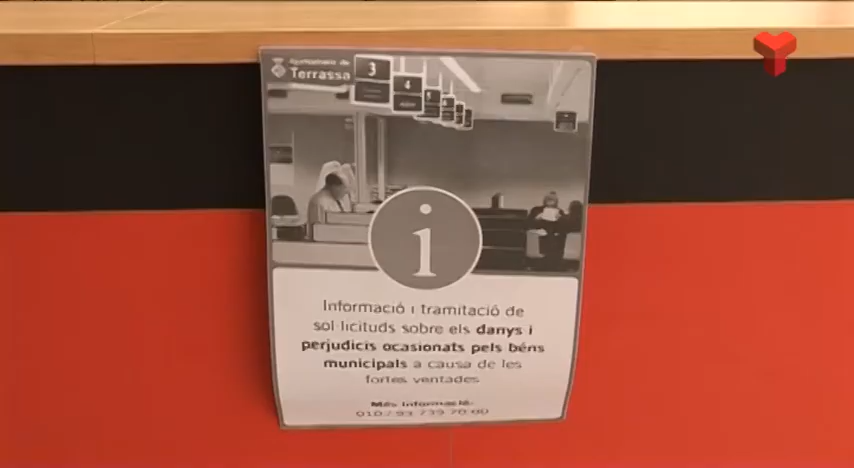 Ajuntament de
Terrassa
3
4
5
Informació i tramitació de
sol·licituds sobre els danys i
perjudicis ocasionats pels béns
municipals a causa de les
fortes ventades
Més informació:
010 / 93 739 70 00